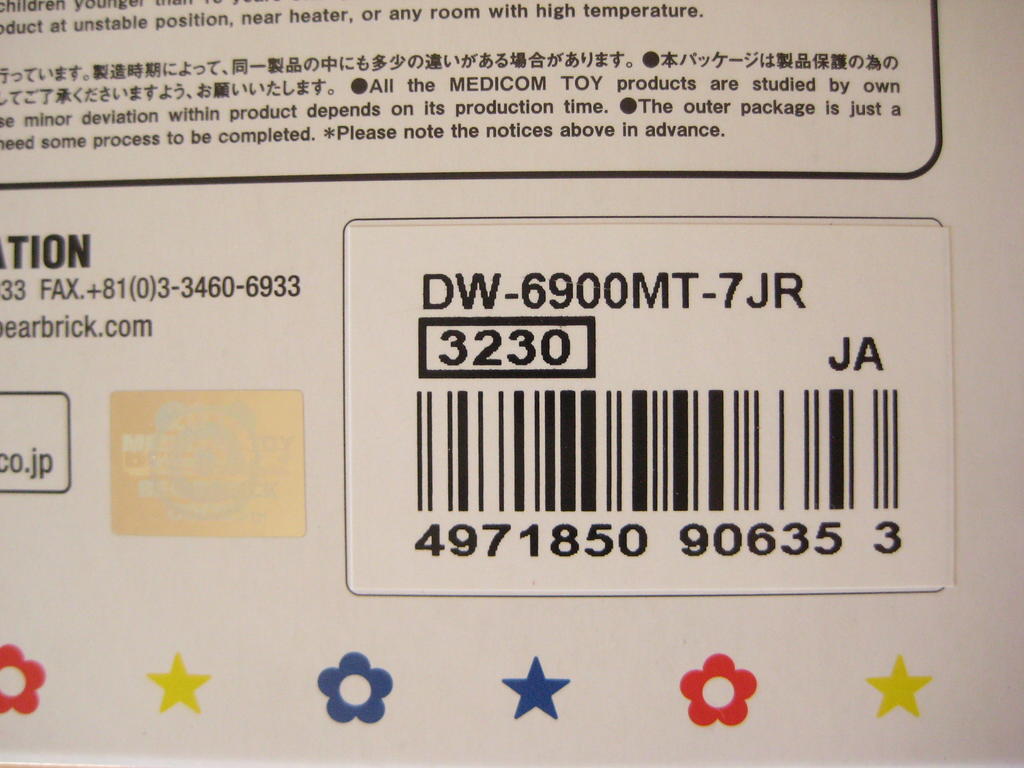 children younger than
oduct at unstable position, near heater, or any room with high temperature.
行っています。製造時期によって、同一製品の中にも多少の違いがある場合があります。●本パッケージは製品保護の為の
してご了承くださいますよう、お願いいたします。●All the MEDICOM TOY products are studied by own
se minor deviation within product depends on its production time. ●The outer package is just a
need some process to be completed. *Please note the notices above in advance.
ATION
33 FAX.+81(0)3-3460-6933
bearbrick.com
co.jp
DW-6900MT-7JR
3230
JA
4971850 90635 3